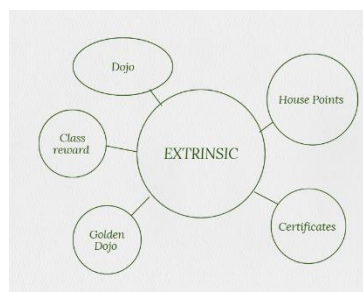 Dojo
House Points
Class
reward
EXTRINSIC
Golden
Dojo
Certificates